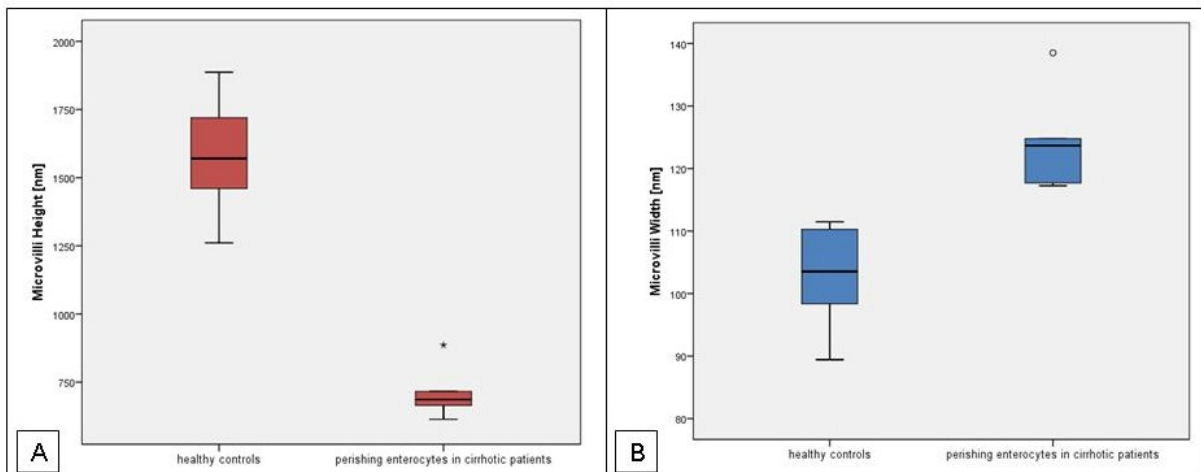 Microvilli Height [nm]
2000
1750
1500
1250
1000
750
healthy controls
perishing enterocytes in cirrhotic patients
A
Microvilli Width [nm]
140
130
120
110
100
90
80
healthy controls
perishing enterocytes in cirrhotic patients
B